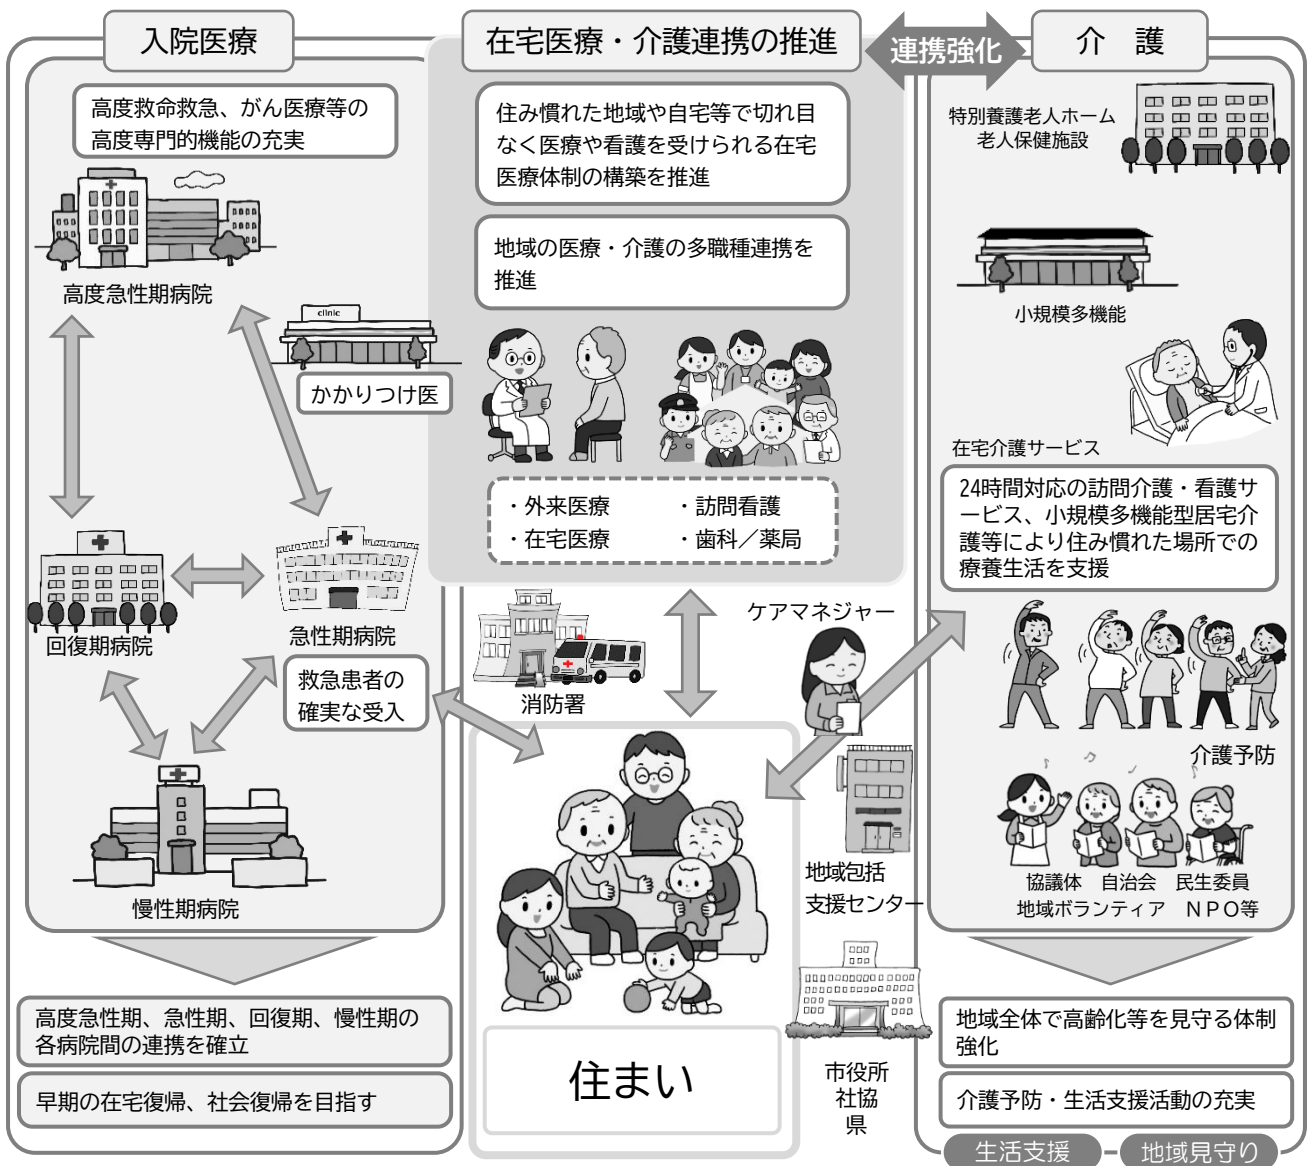 入院医療
高度救命救急、がん医療等の
高度専門的機能の充実
高度急性期病院
clinic
かかりつけ医
回復期病院
急性期病院
救急患者の
確実な受入
慢性期病院
高度急性期、急性期、回復期、慢性期の
各病院間の連携を確立
早期の在宅復帰、社会復帰を目指す
在宅医療・介護連携の推進
住み慣れた地域や自宅等で切れ目
なく医療や看護を受けられる在宅
医療体制の構築を推進
地域の医療・介護の多職種連携を
推進
・外来医療 ・訪問看護
・在宅医療 ・歯科／薬局
消防署
ケアマネジャー
地域包括
支援センター
住まい
市役所
社協
県
連携強化
介 護
特別養護老人ホーム
老人保健施設
小規模多機能
在宅介護サービス
24時間対応の訪問介護・看護サ
ービス、小規模多機能型居宅介
護等により住み慣れた場所での
療養生活を支援
介護予防
協議体 自治会 民生委員
地域ボランティア ＮＰＯ等
地域全体で高齢化等を見守る体制
強化
介護予防・生活支援活動の充実
生活支援 地域見守り